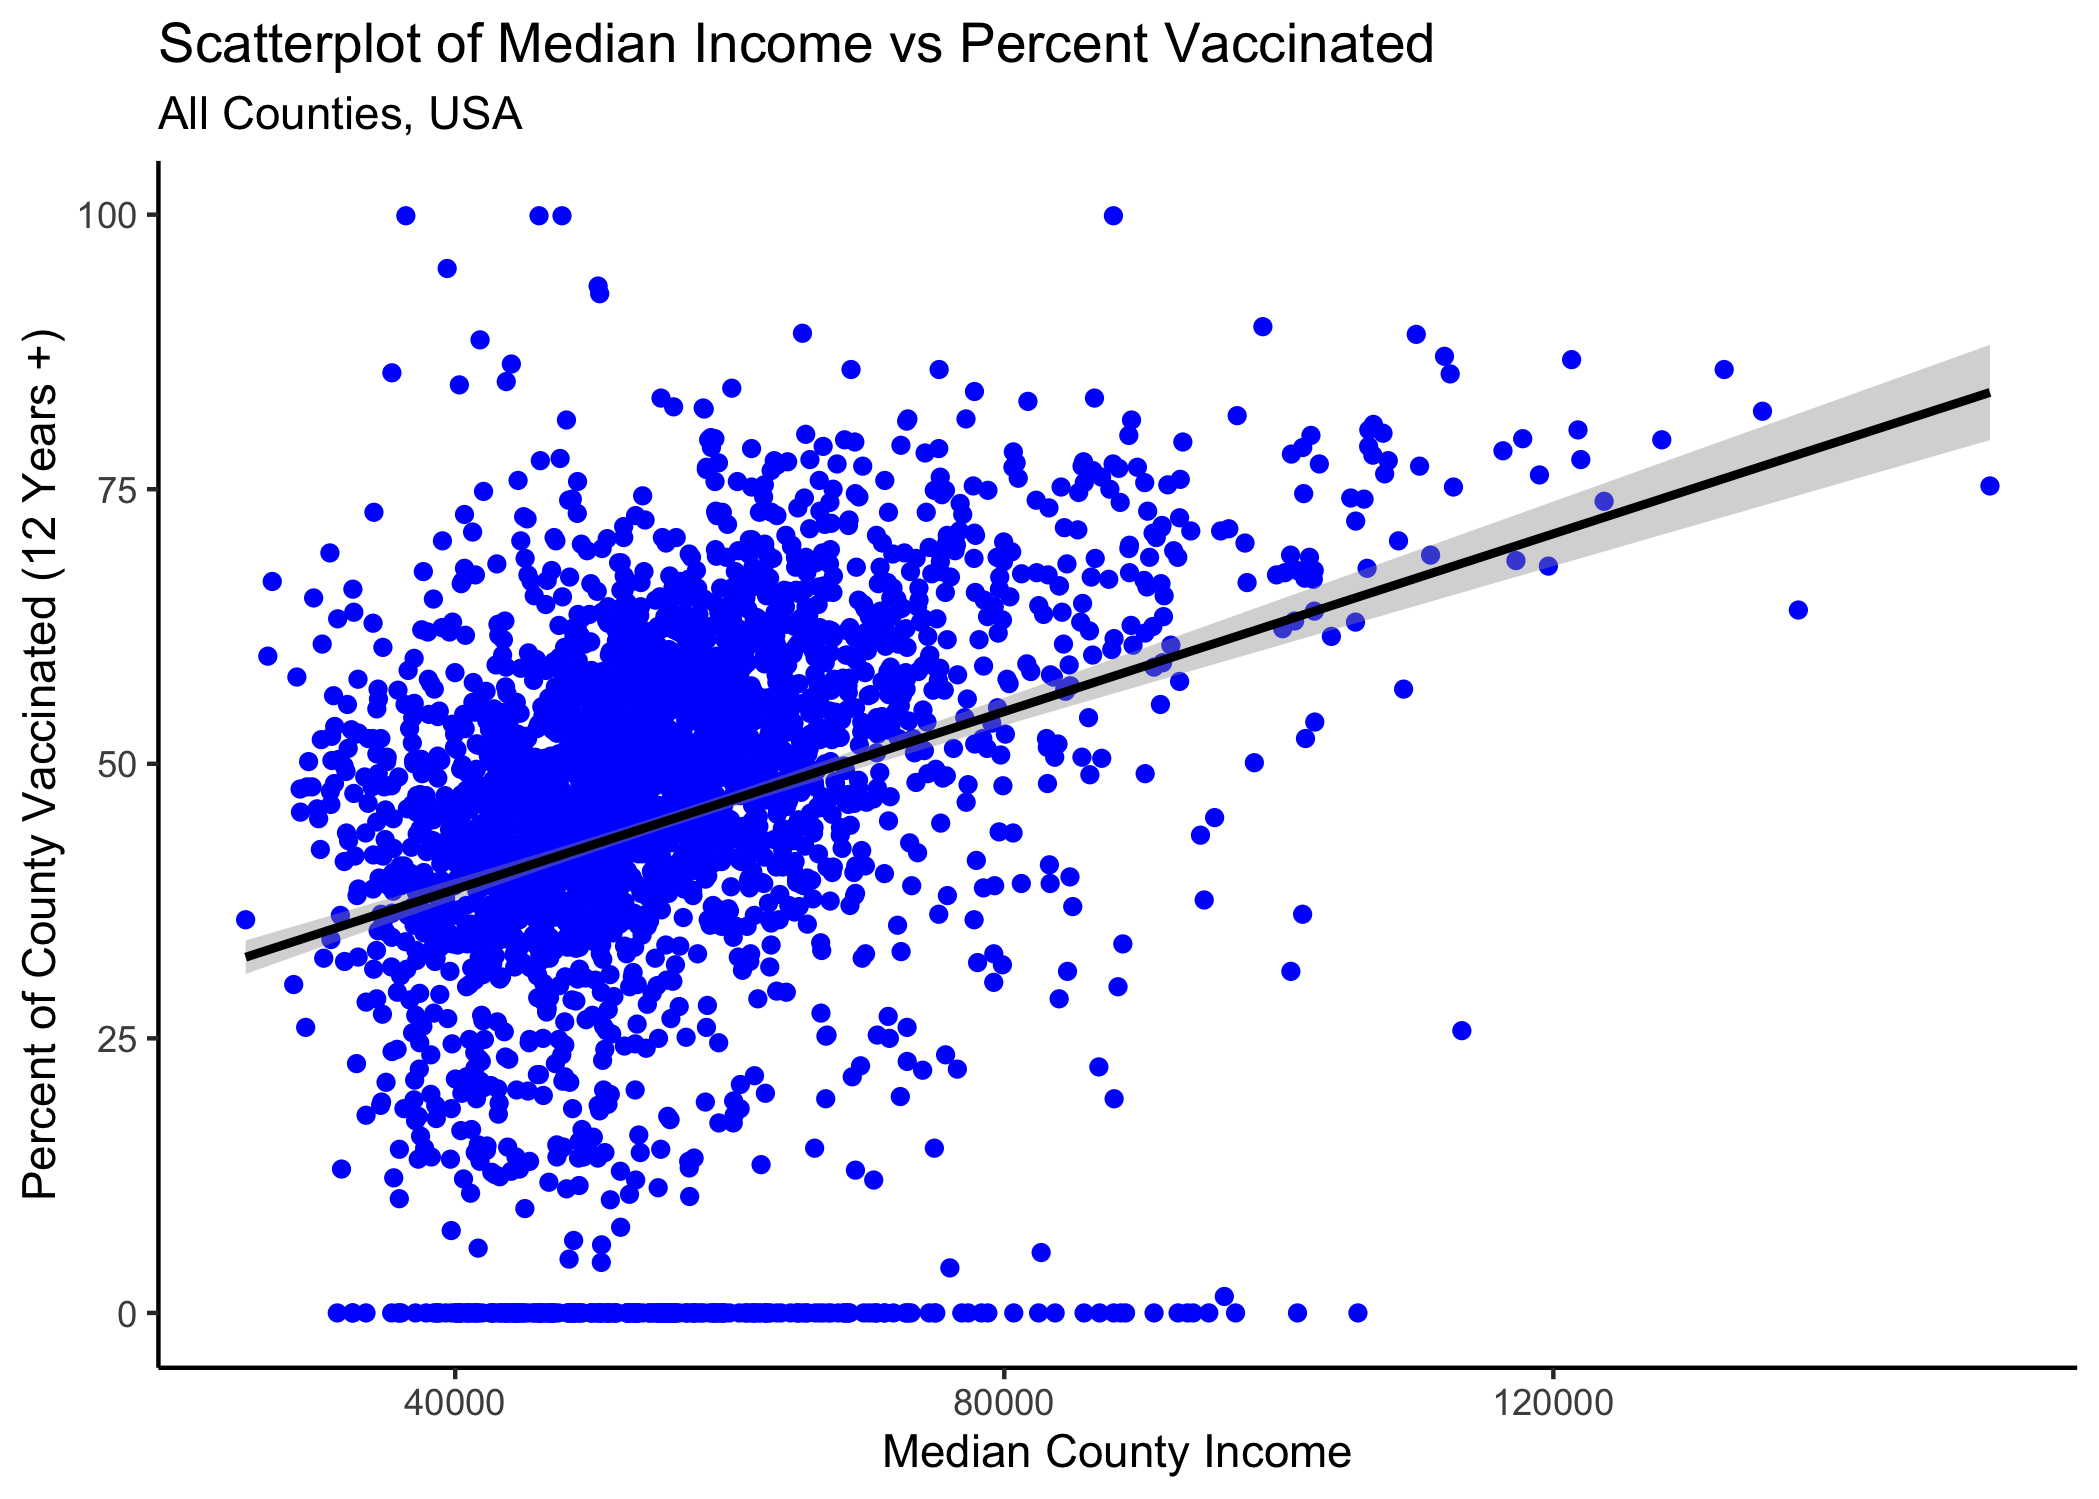 Scatterplot of Median Income vs Percent Vaccinated
All Counties, USA
Percent of County Vaccinated (12 Years +)
100
75
50
25
0
40000
80000
120000
Median County Income